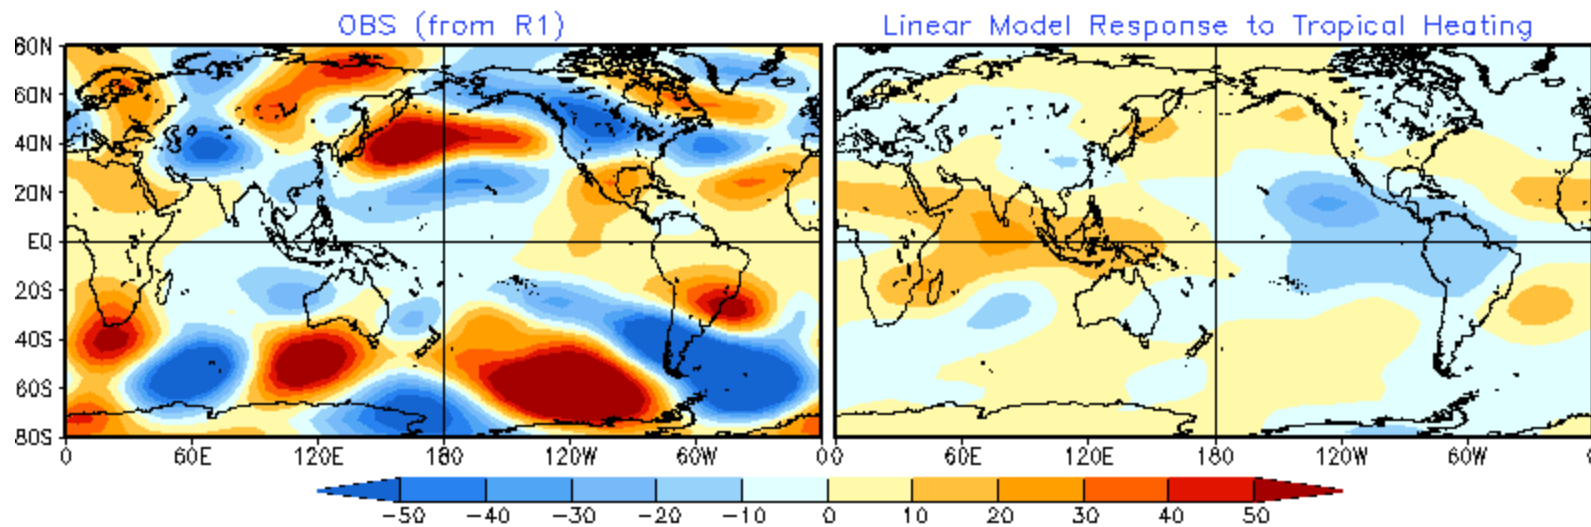 OBS (from R1)
Linear Model Response to Tropical Heating
80N
60N
40N
20N
EQ
20S
40S
60S
80S
0 60E 120E 180 120W 60W 0
0 60E 120E 180 120W 60W 0
-50 -40 -30 -20 -10 0 10 20 30 40 50